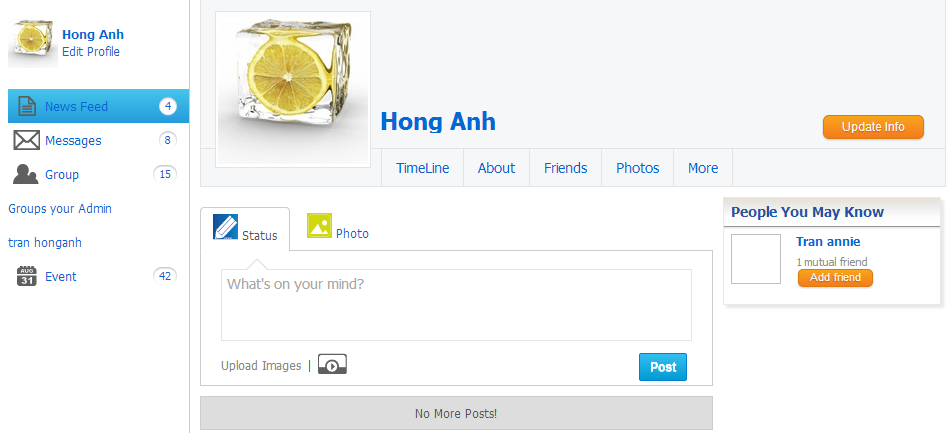 Hong Anh
Edit Profile
News Feed 4
Messages 8
Group 15
Groups your Admin
tran honganh
AUG
31
Event 42
Hong Anh
Update Info
TimeLine About Friends Photos More
Status Photo
What's on your mind?
Upload Images |
Post
No More Posts!
People You May Know
Tran annie
1 mutual friend
Add friend